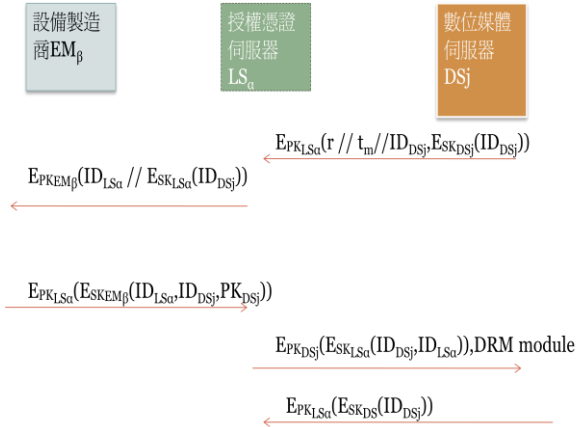 設備製造
商EMβ
授權憑證
伺服器
LSα
數位媒體
伺服器
DSj
EPKLSα(r // tm//IDDSj,ESKDSj(IDDSj))
EPKEMβ(IDLSα // ESKLSα(IDDSj))
EPKLSα(ESKEMβ(IDLSα,IDDSj,PKDSj))
EPKDSj(ESKLSα(IDDSj,IDLSα)),DRM module
EPKLSα(ESKDS(IDDSj))